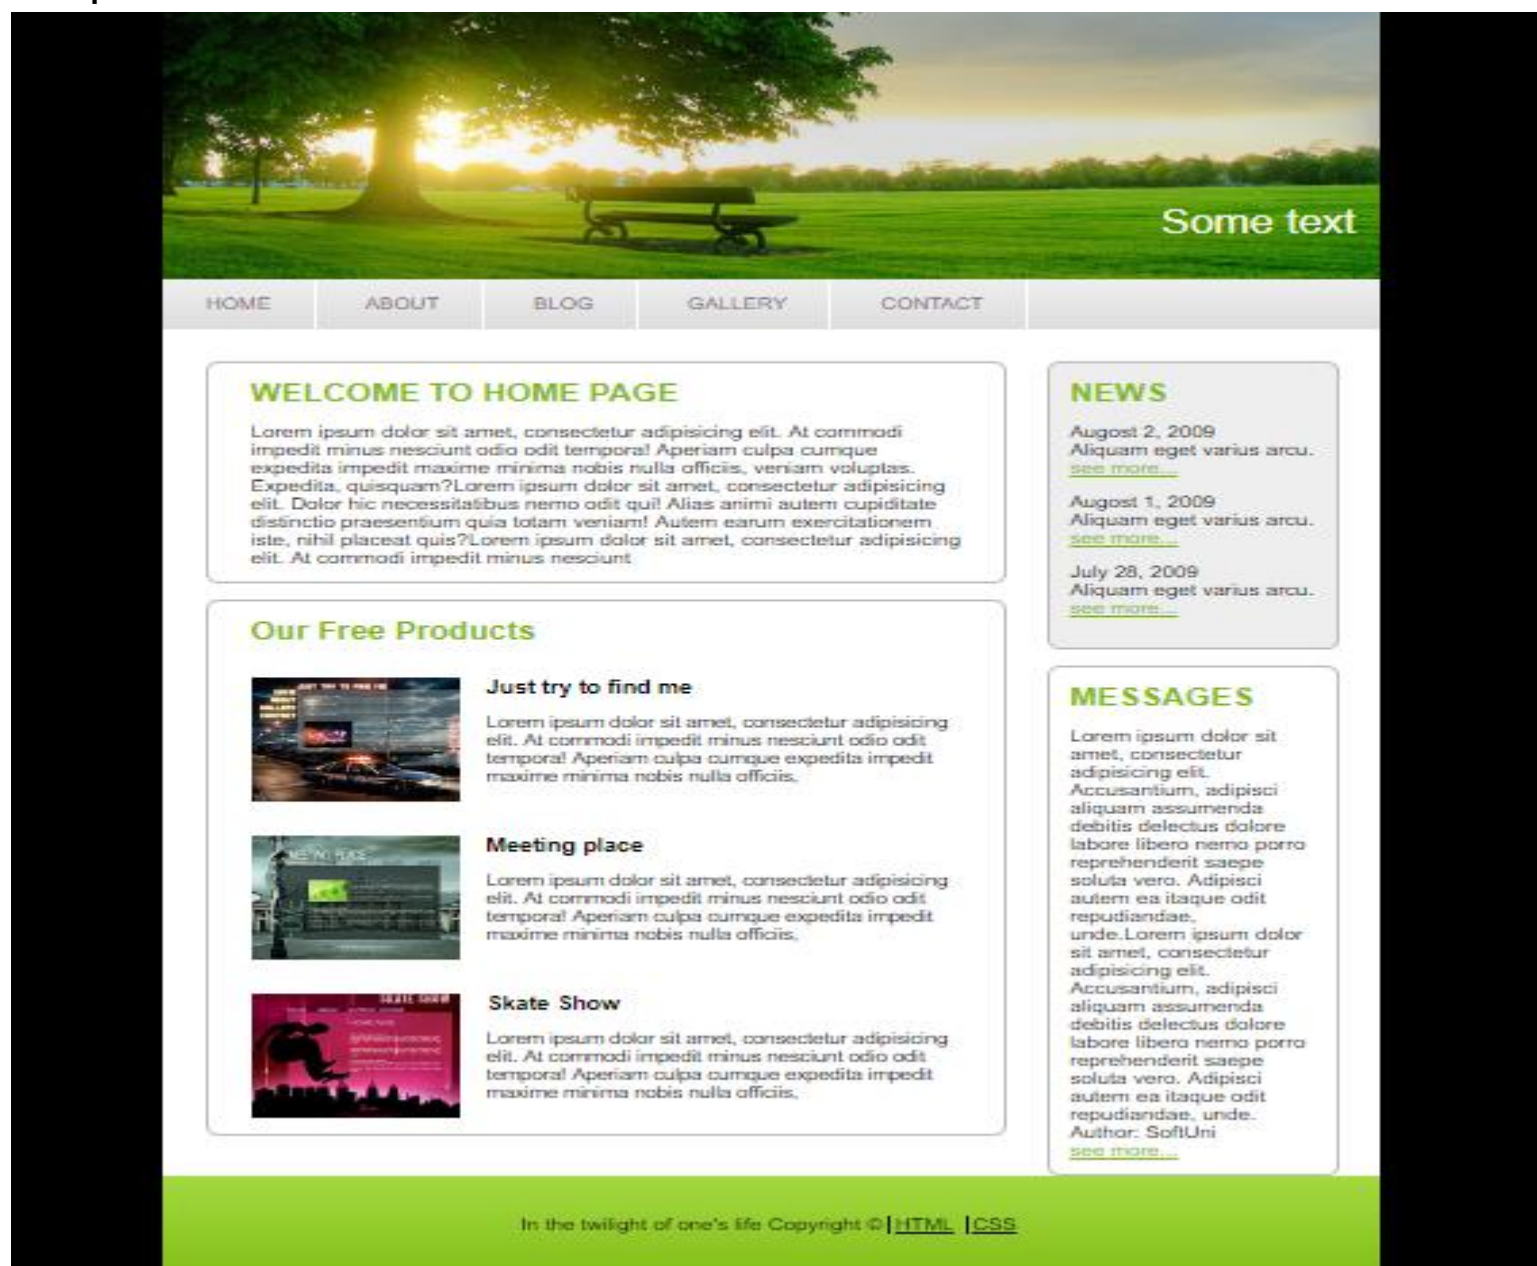 Some text
HOME ABOUT BLOG GALLERY CONTACT
WELCOME TO HOME PAGE
Lorem ipsum dolor sit amet, consectetur adipisicing elit. At commodi
impedit minus nesciunt odio odit tempora! Aperiam culpa cumque
expedita impedit maxime minima nobis nulla officiis, veniam voluptas.
Expedita, quisquam?Lorem ipsum dolor sit amet, consectetur adipisicing
elit. Dolor hic necessitatibus nemo odit qui! Alias animi autem cupiditate
distinctio praesentium quia totam veniam! Autem earum exercitationem
iste, nihil placeat quis?Lorem ipsum dolor sit amet, consectetur adipisicing
elit. At commodi impedit minus nesciunt
Our Free Products
JUST TRY TO FIND ME
Just try to find me
Lorem ipsum dolor sit amet, consectetur adipisicing
elit. At commodi impedit minus nesciunt odio odit
tempora! Aperiam culpa cumque expedita impedit
maxime minima nobis nulla officiis,
Meeting place
Lorem ipsum dolor sit amet, consectetur adipisicing
elit. At commodi impedit minus nesciunt odio odit
tempora! Aperiam culpa cumque expedita impedit
maxime minima nobis nulla officiis,
SKATE SHOW
Skate Show
Lorem ipsum dolor sit amet, consectetur adipisicing
elit. At commodi impedit minus nesciunt odio odit
tempora! Aperiam culpa cumque expedita impedit
maxime minima nobis nulla officiis,
NEWS
Augost 2, 2009
Aliquam eget varius arcu.
see more...
Augost 1, 2009
Aliquam eget varius arcu.
see more...
July 28, 2009
Aliquam eget varius arcu.
see more...
MESSAGES
Lorem ipsum dolor sit
amet, consectetur
adipisicing elit.
Accusantium, adipisci
aliquam assumenda
debitis delectus dolore
labore libero nemo porro
reprehenderit saepe
soluta vero. Adipisci
autem ea itaque odit
repudiandae,
unde.Lorem ipsum dolor
sit amet, consectetur
adipisicing elit.
Accusantium, adipisci
aliquam assumenda
debitis delectus dolore
labore libero nemo porro
reprehenderit saepe
soluta vero. Adipisci
autem ea itaque odit
repudiandae, unde.
Author: SoftUni
see more...
In the twilight of one's life Copyright © | HTML | CSS